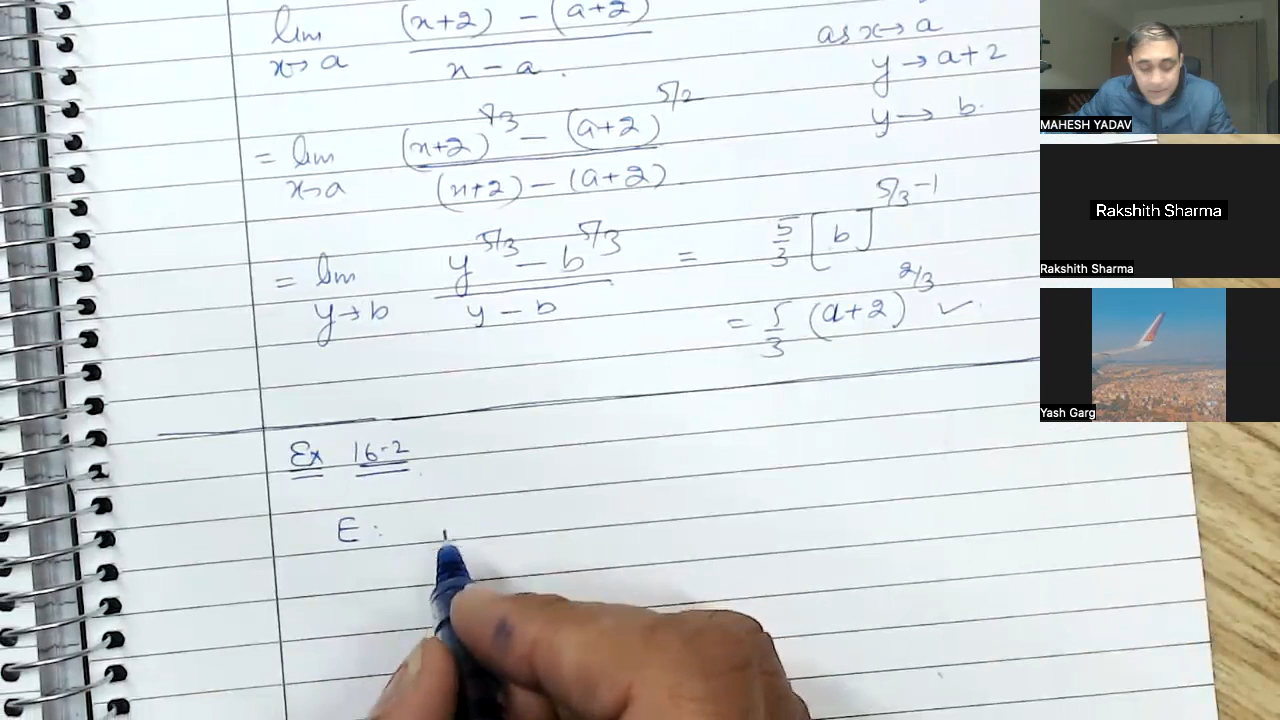 lim x→a (x+2) - (a+2) / x - a.
as x→a
y → a+2
y → b.
= lim x→a (x+2)^5/3 - (a+2)^5/2 / (x+2) - (a+2)
= lim y→b y^5/3 - b^5/3 / y - b = 5/3 [b]^5/3-1
= 5/3 (a+2)^2/3 ✓
Ex 16-2
E:
MAHESH YADAV
Rakshith Sharma
Rakshith Sharma
Yash Garg